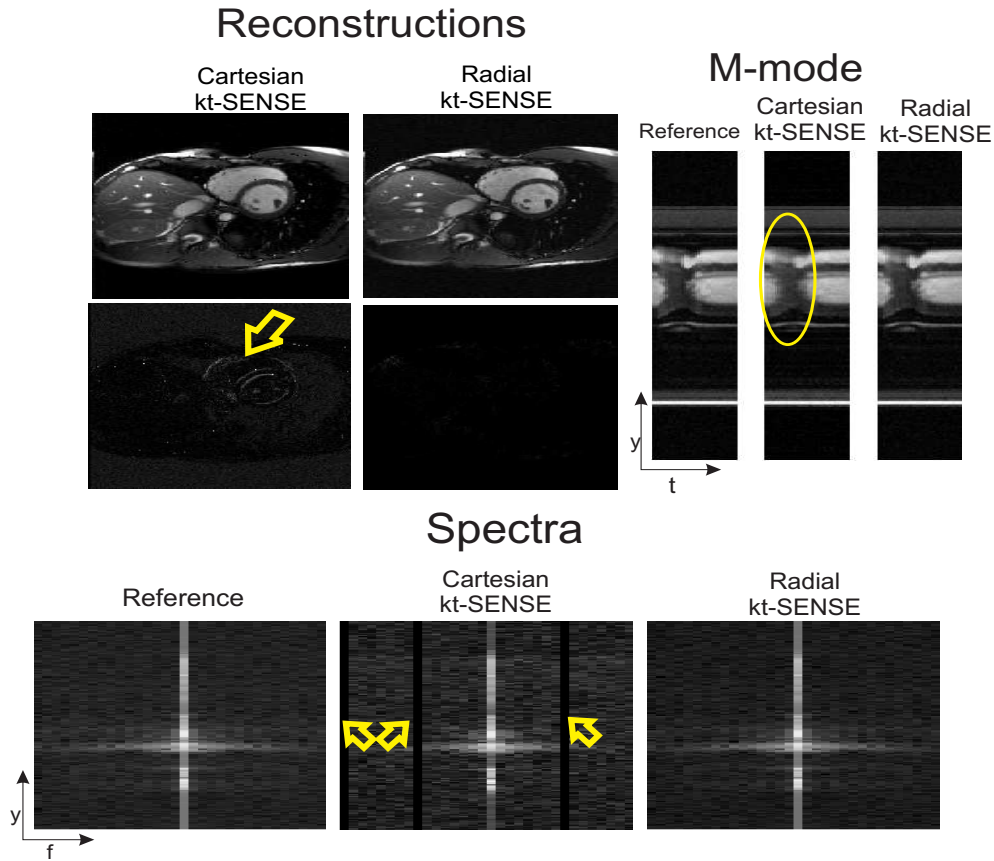 Reconstructions
Cartesian
kt-SENSE
Radial
kt-SENSE
M-mode
Reference
Cartesian
kt-SENSE
Radial
kt-SENSE
y
t
Spectra
Reference
Cartesian
kt-SENSE
Radial
kt-SENSE
y
f